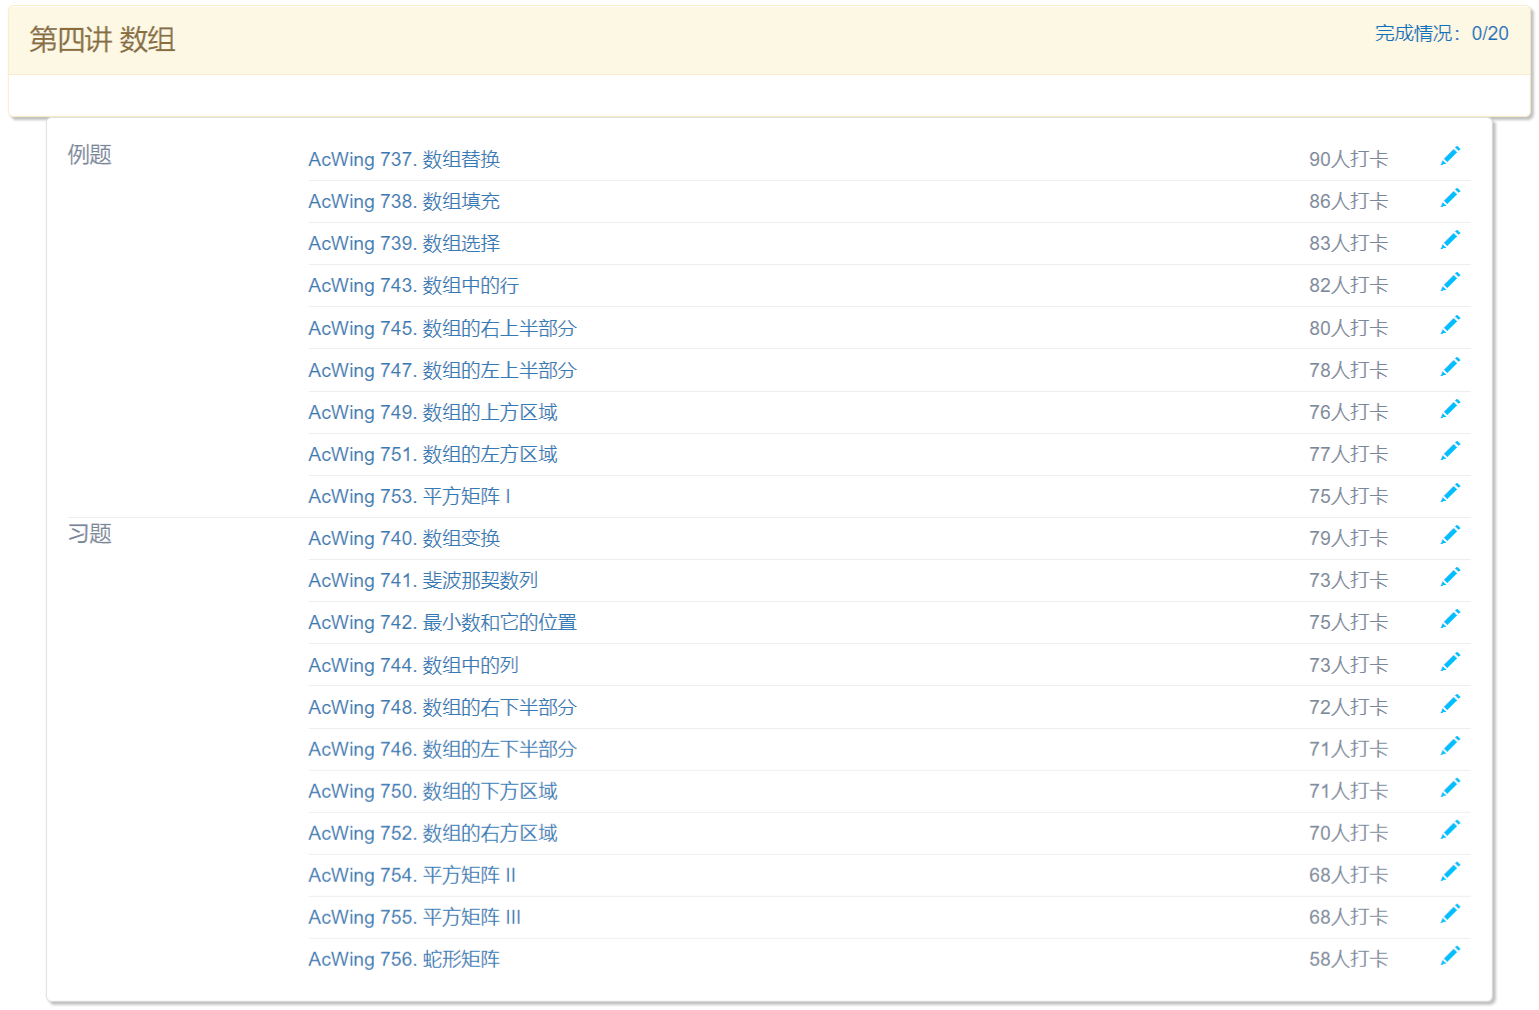 第四讲 数组
完成情况：0/20
例题
AcWing 737. 数组替换 90人打卡
AcWing 738. 数组填充 86人打卡
AcWing 739. 数组选择 83人打卡
AcWing 743. 数组中的行 82人打卡
AcWing 745. 数组的右上半部分 80人打卡
AcWing 747. 数组的左上半部分 78人打卡
AcWing 749. 数组的上方区域 76人打卡
AcWing 751. 数组的左方区域 77人打卡
AcWing 753. 平方矩阵 I 75人打卡
习题
AcWing 740. 数组变换 79人打卡
AcWing 741. 斐波那契数列 73人打卡
AcWing 742. 最小数和它的位置 75人打卡
AcWing 744. 数组中的列 73人打卡
AcWing 748. 数组的右下半部分 72人打卡
AcWing 746. 数组的左下半部分 71人打卡
AcWing 750. 数组的下方区域 71人打卡
AcWing 752. 数组的右方区域 70人打卡
AcWing 754. 平方矩阵 II 68人打卡
AcWing 755. 平方矩阵 III 68人打卡
AcWing 756. 蛇形矩阵 58人打卡